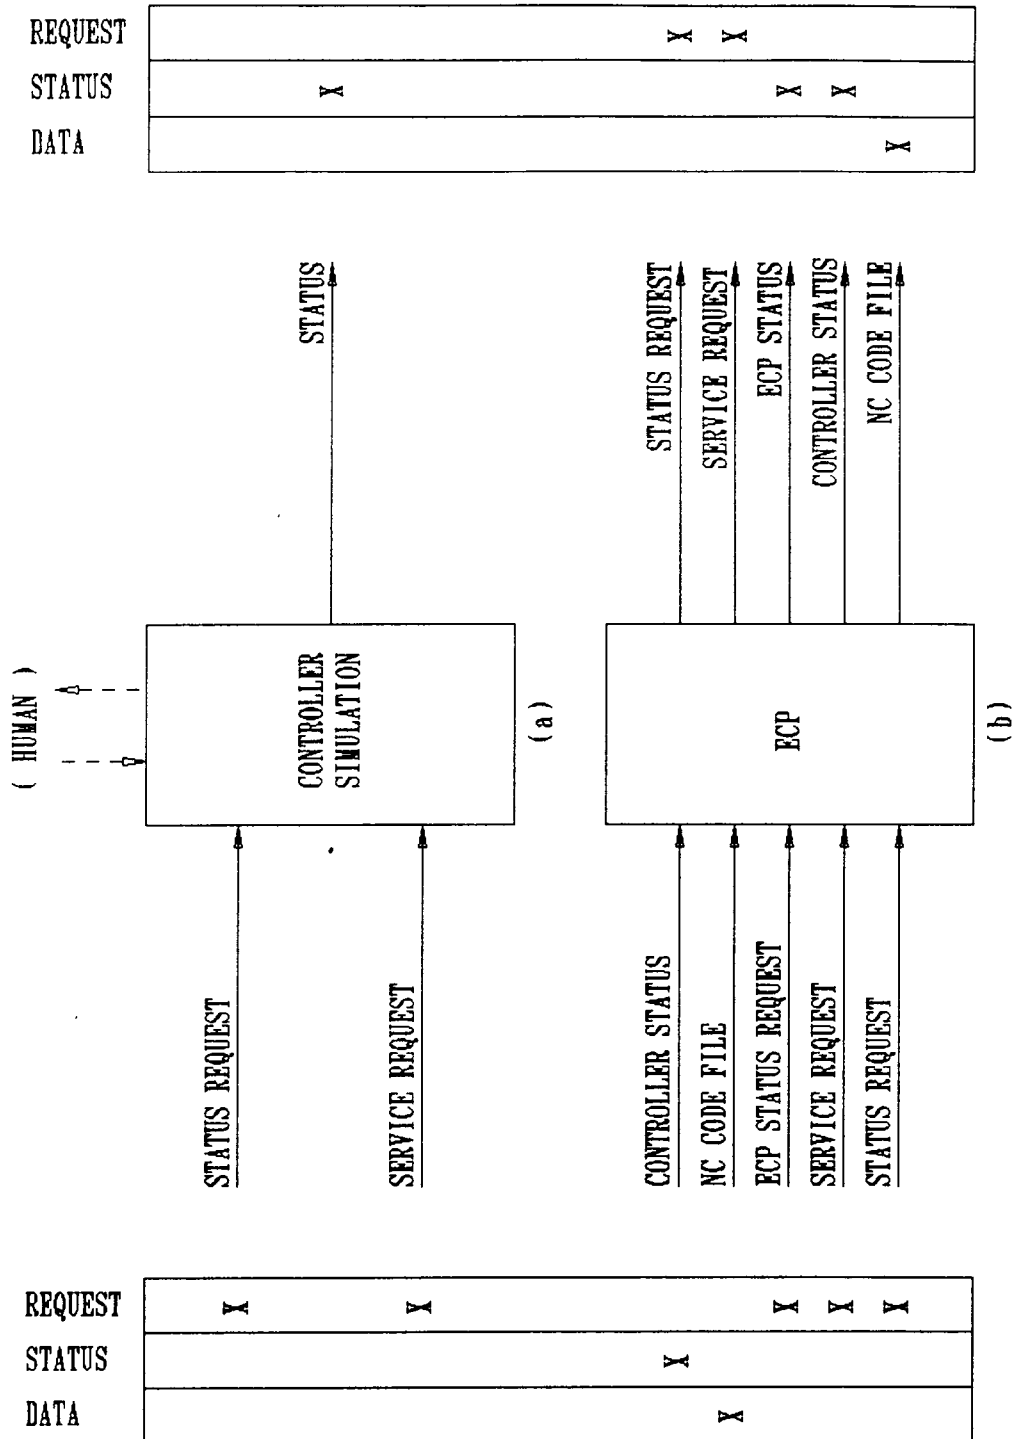 REQUEST
STATUS
DATA
X
X
X
X
X
X
STATUS
STATUS REQUEST
SERVICE REQUEST
ECP STATUS
CONTROLLER STATUS
NC CODE FILE
( HUMAN )
CONTROLLER
SIMULATION
(a)
ECP
(b)
STATUS REQUEST
SERVICE REQUEST
CONTROLLER STATUS
NC CODE FILE
ECP STATUS REQUEST
SERVICE REQUEST
STATUS REQUEST
REQUEST
STATUS
DATA
X
X
X
X
X
X
X